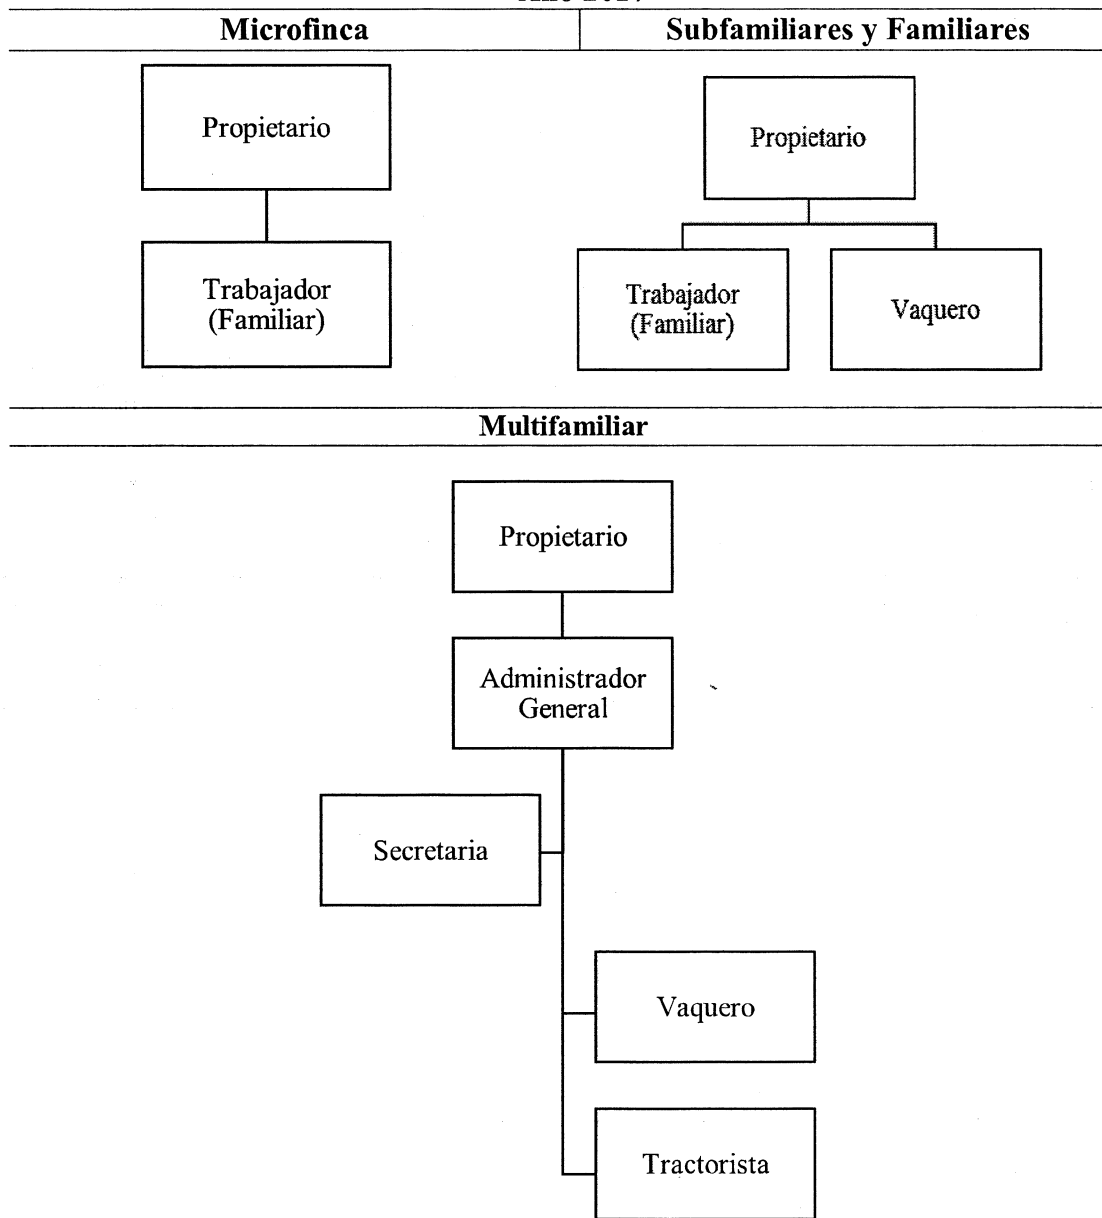 Microfinca
Subfamiliares y Familiares
Propietario
Trabajador
(Familiar)
Propietario
Trabajador
(Familiar)
Vaquero
Multifamiliar
Propietario
Administrador
General
Secretaria
Vaquero
Tractorista